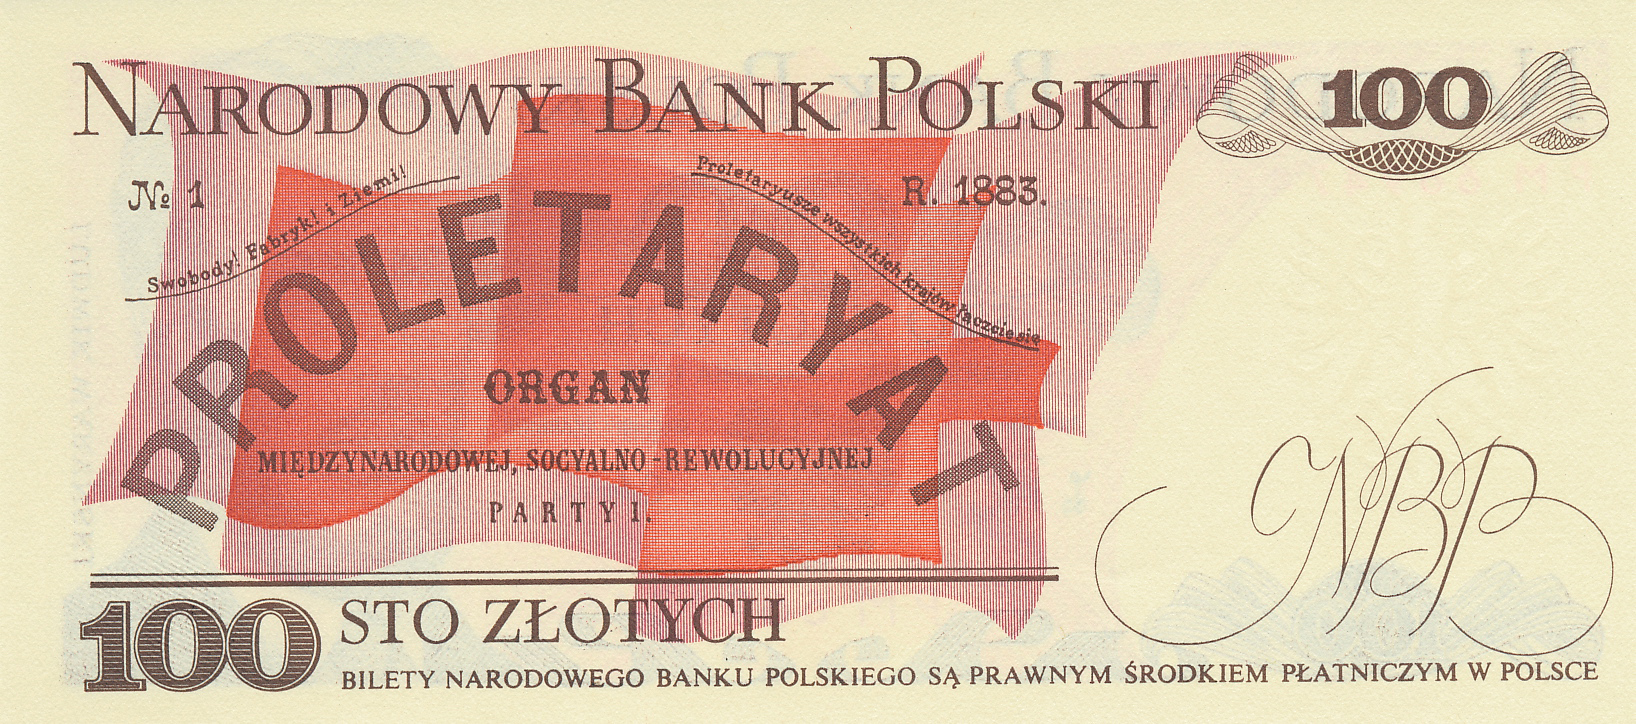 NARODOWY BANK POLSKI
100
№ 1
R. 1883.
Swobody! Fabryk! i Ziemi!
Proletaryusze wszystkich krajów łączcie się
PROLETARYAT
ORGAN
MIĘDZYNARODOWEJ, SOCYALNO-REWOLUCYJNEJ
PARTYI.
NBP
100
STO ZŁOTYCH
BILETY NARODOWEGO BANKU POLSKIEGO SĄ PRAWNYM ŚRODKIEM PŁATNICZYM W POLSCE